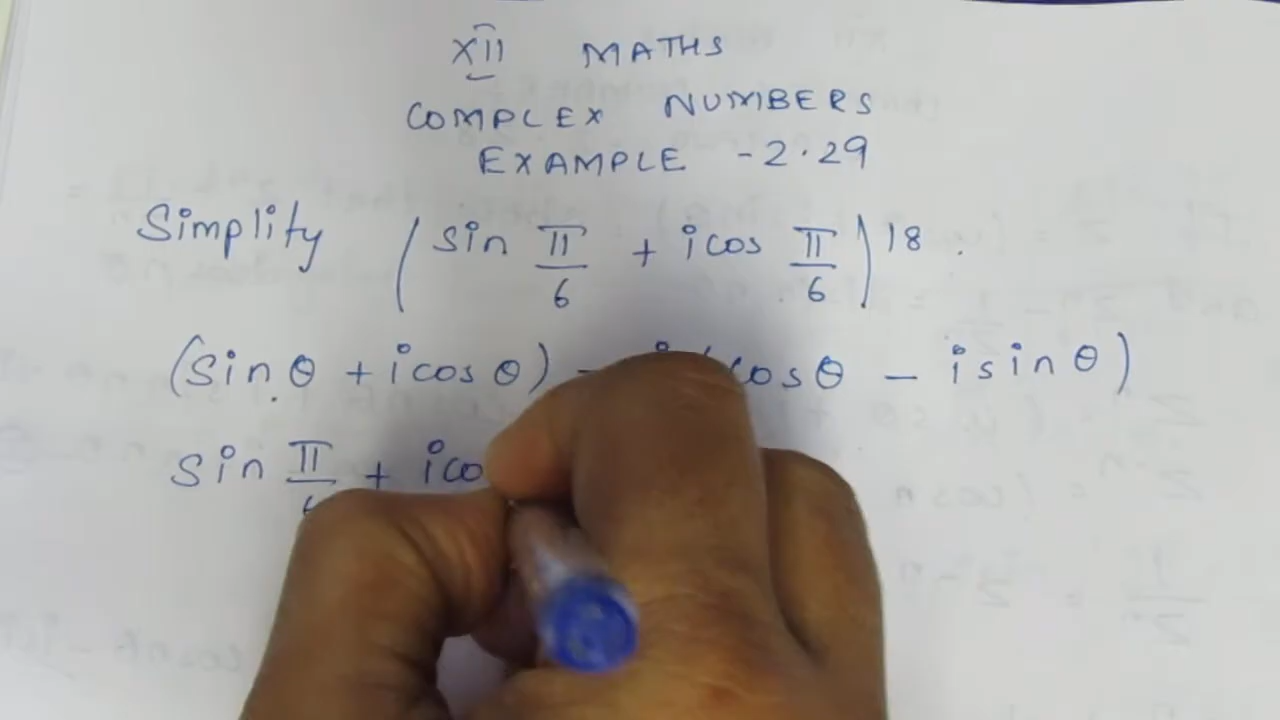 XII MATHS
COMPLEX NUMBERS
EXAMPLE - 2.29
Simplify (sin π/6 + i cos π/6)^18.
(sin θ + i cos θ) cos θ - i sin θ)
sin π/6 + i co